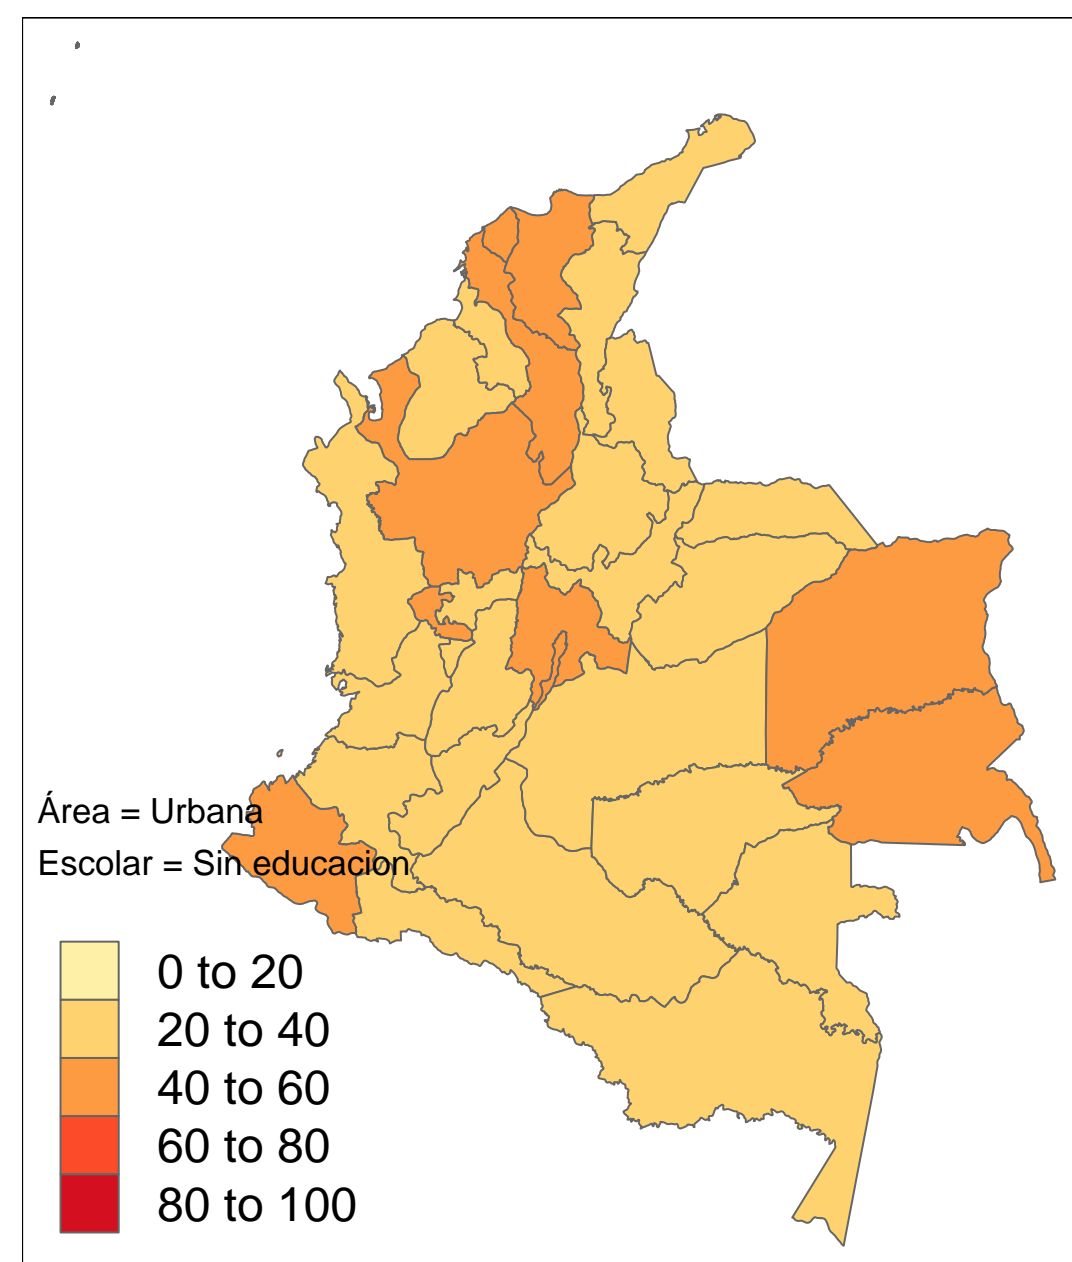 Área = Urbana
Escolar = Sin educacion
0 to 20
20 to 40
40 to 60
60 to 80
80 to 100